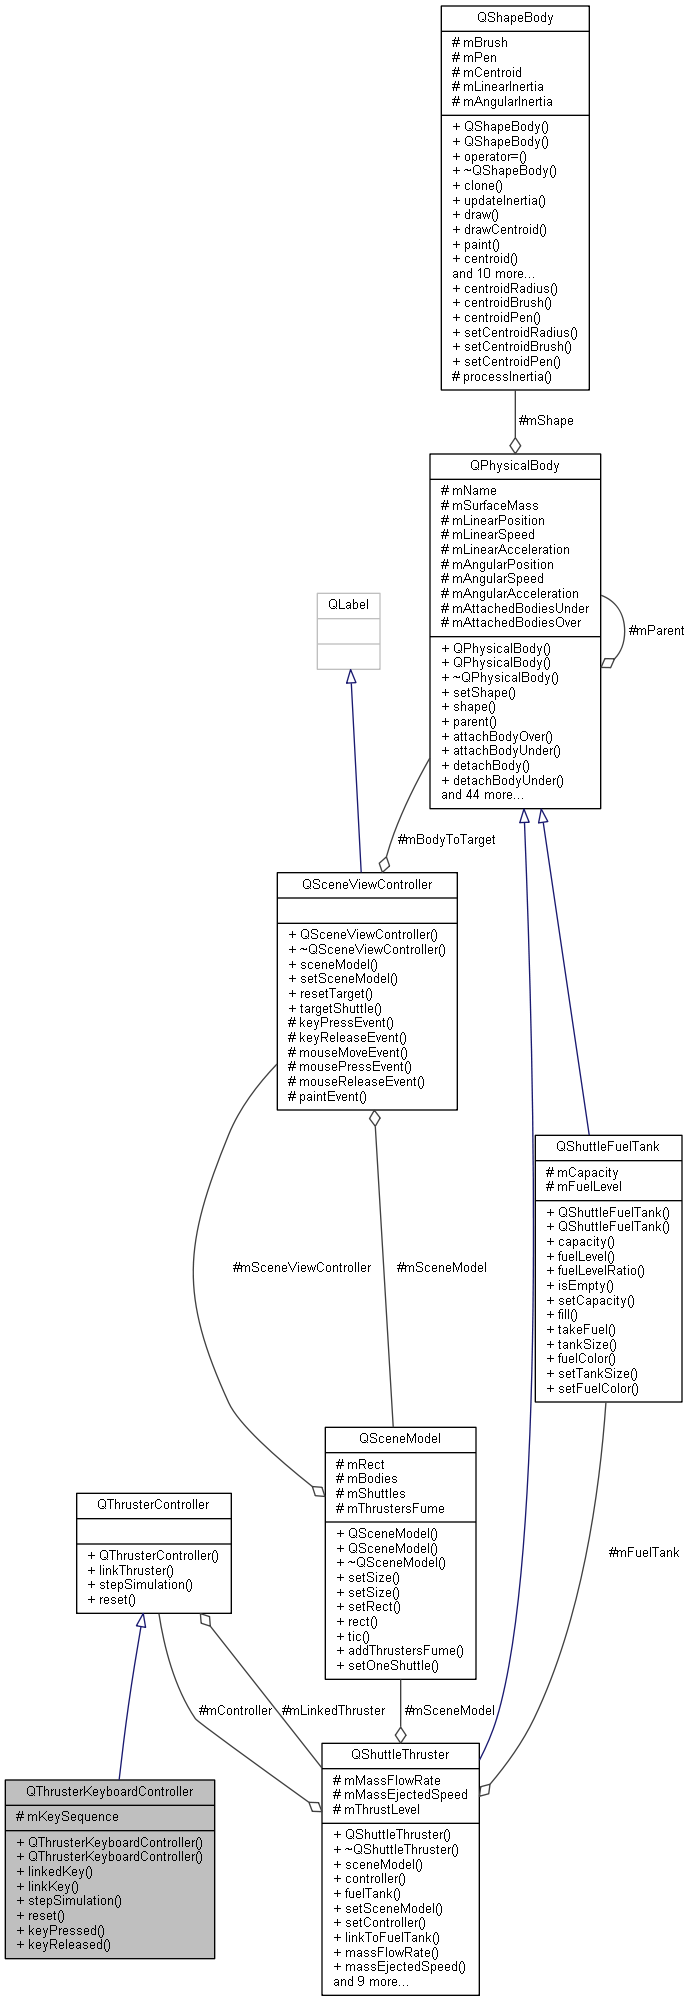 QShapeBody
# mBrush
# mPen
# mCentroid
# mLinearInertia
# mAngularInertia
+ QShapeBody()
+ QShapeBody()
+ operator=()
+ ~QShapeBody()
+ clone()
+ updateInertia()
+ draw()
+ drawCentroid()
+ paint()
+ centroid()
and 10 more...
+ centroidRadius()
+ centroidBrush()
+ centroidPen()
+ setCentroidRadius()
+ setCentroidBrush()
+ setCentroidPen()
# processInertia()
#mShape
QPhysicalBody
# mName
# mSurfaceMass
# mLinearPosition
# mLinearSpeed
# mLinearAcceleration
# mAngularPosition
# mAngularSpeed
# mAngularAcceleration
# mAttachedBodiesUnder
# mAttachedBodiesOver
+ QPhysicalBody()
+ QPhysicalBody()
+ ~QPhysicalBody()
+ setShape()
+ shape()
+ parent()
+ attachBodyOver()
+ attachBodyUnder()
+ detachBody()
+ detachBodyUnder()
and 44 more...
#mParent
QLabel
#mBodyToTarget
QSceneViewController
+ QSceneViewController()
+ ~QSceneViewController()
+ sceneModel()
+ setSceneModel()
+ resetTarget()
+ targetShuttle()
# keyPressEvent()
# keyReleaseEvent()
# mouseMoveEvent()
# mousePressEvent()
# mouseReleaseEvent()
# paintEvent()
QShuttleFuelTank
# mCapacity
# mFuelLevel
+ QShuttleFuelTank()
+ QShuttleFuelTank()
+ capacity()
+ fuelLevel()
+ fuelLevelRatio()
+ isEmpty()
+ setCapacity()
+ fill()
+ takeFuel()
+ tankSize()
+ fuelColor()
+ setTankSize()
+ setFuelColor()
#mSceneViewController
#mSceneModel
QSceneModel
# mRect
# mBodies
# mShuttles
# mThrustersFume
+ QSceneModel()
+ QSceneModel()
+ ~QSceneModel()
+ setSize()
+ setSize()
+ setRect()
+ rect()
+ tic()
+ addThrustersFume()
+ setOneShuttle()
QThrusterController
+ QThrusterController()
+ linkThruster()
+ stepSimulation()
+ reset()
#mFuelTank
#mController
#mLinkedThruster
#mSceneModel
QThrusterKeyboardController
# mKeySequence
+ QThrusterKeyboardController()
+ QThrusterKeyboardController()
+ linkedKey()
+ linkKey()
+ stepSimulation()
+ reset()
+ keyPressed()
+ keyReleased()
QShuttleThruster
# mMassFlowRate
# mMassEjectedSpeed
# mThrustLevel
+ QShuttleThruster()
+ ~QShuttleThruster()
+ sceneModel()
+ controller()
+ fuelTank()
+ setSceneModel()
+ setController()
+ linkToFuelTank()
+ massFlowRate()
+ massEjectedSpeed()
and 9 more...